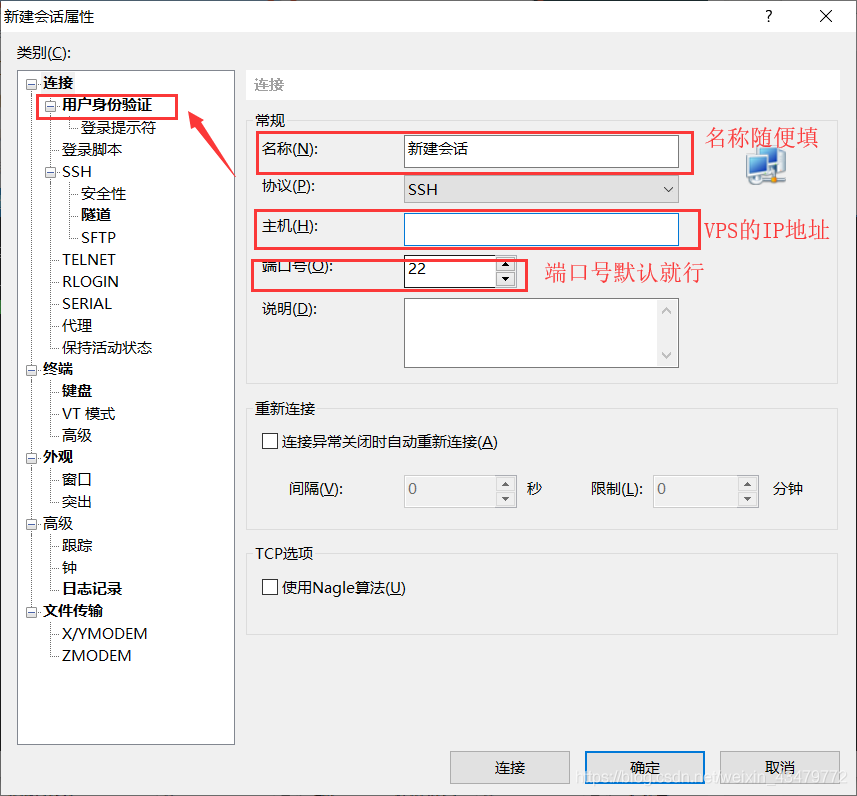 新建会话属性
?
类别(C):
连接
用户身份验证
登录提示符
登录脚本
SSH
安全性
隧道
SFTP
TELNET
RLOGIN
SERIAL
代理
保持活动状态
终端
键盘
VT 模式
高级
外观
窗口
突出
高级
跟踪
钟
日志记录
文件传输
X/YMODEM
ZMODEM
连接
常规
名称(N): 新建会话
名称随便填
协议(P): SSH
主机(H):
VPS的IP地址
端口号(O): 22
端口号默认就行
说明(D):
重新连接
连接异常关闭时自动重新连接(A)
间隔(V): 0 秒 限制(L): 0 分钟
TCP选项
使用Nagle算法(U)
连接 确定 取消
https://blog.csdn.net/weixin_43479772